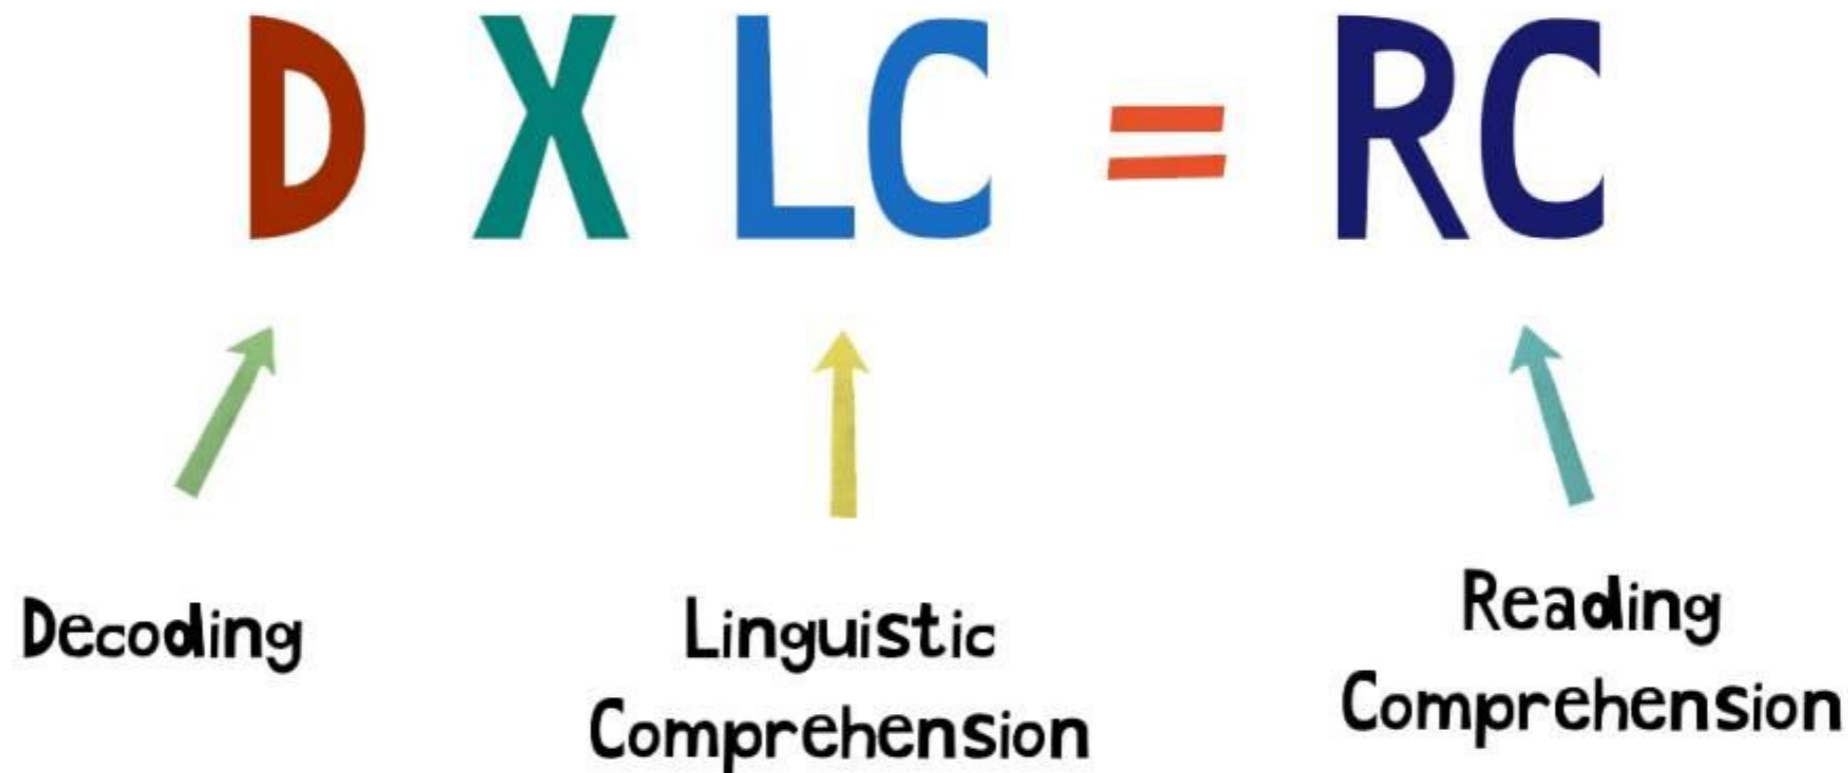 D X LC = RC
Decoding
Linguistic
Comprehension
Reading
Comprehension